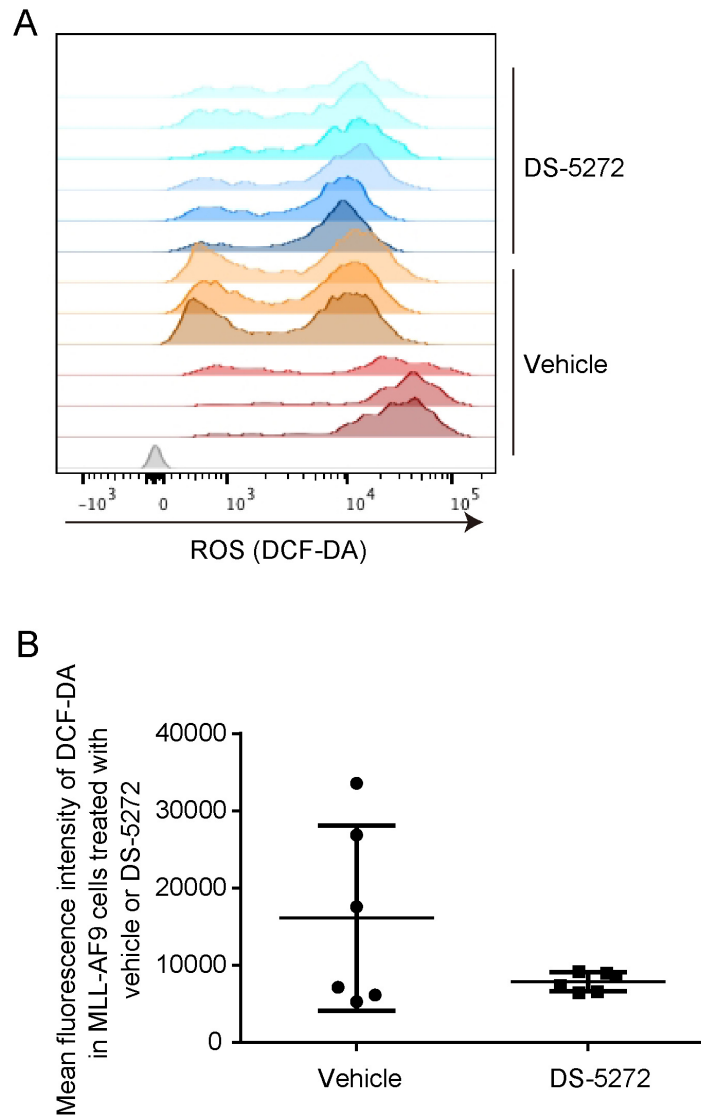 A
DS-5272
Vehicle
-10³ 0 10³ 10⁴ 10⁵
ROS (DCF-DA)
B
Mean fluorescence intensity of DCF-DA
in MLL-AF9 cells treated with
vehicle or DS-5272
40000
30000
20000
10000
0
Vehicle DS-5272